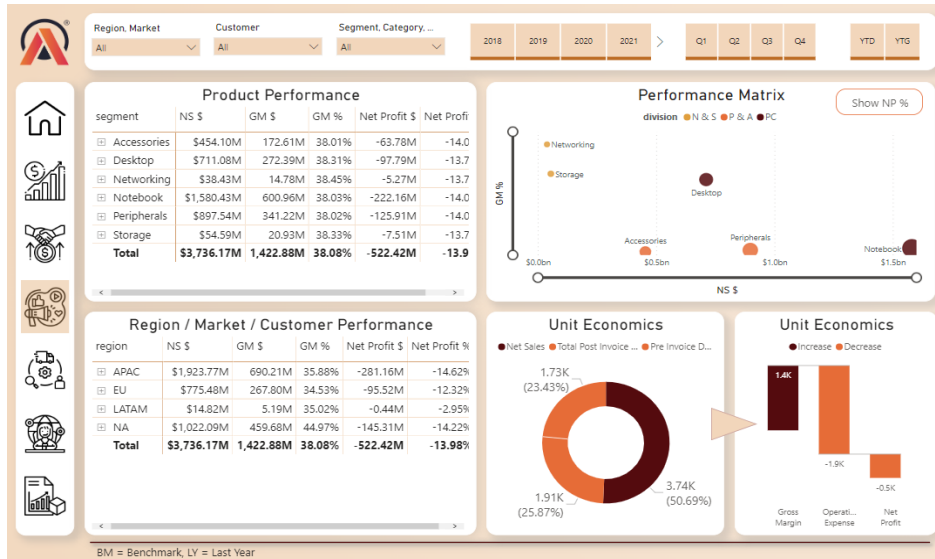 Region, Market
All
Customer
All
Segment, Category, ...
All
2018 2019 2020 2021
Q1 Q2 Q3 Q4
YTD YTG
Product Performance
segment NS $ GM $ GM % Net Profit $ Net Profi
Accessories $454.10M 172.61M 38.01% -63.78M -14.0
Desktop $711.08M 272.39M 38.31% -97.79M -13.7
Networking $38.43M 14.78M 38.45% -5.27M -13.7
Notebook $1,580.43M 600.96M 38.03% -222.16M -14.0
Peripherals $897.54M 341.22M 38.02% -125.91M -14.0
Storage $54.59M 20.93M 38.33% -7.51M -13.7
Total $3,736.17M 1,422.88M 38.08% -522.42M -13.9
Performance Matrix
Show NP %
division N & S P & A PC
Networking
Storage
Desktop
Accessories
Peripherals
Notebook
GM %
$0.0bn $0.5bn $1.0bn $1.5bn
NS $
Region / Market / Customer Performance
region NS $ GM $ GM % Net Profit $ Net Profit %
APAC $1,923.77M 690.21M 35.88% -281.16M -14.62%
EU $775.48M 267.80M 34.53% -95.52M -12.32%
LATAM $14.82M 5.19M 35.02% -0.44M -2.95%
NA $1,022.09M 459.68M 44.97% -145.31M -14.22%
Total $3,736.17M 1,422.88M 38.08% -522.42M -13.98%
Unit Economics
Net Sales Total Post Invoice ... Pre Invoice D...
1.73K
(23.43%)
1.91K
(25.87%)
3.74K
(50.69%)
Unit Economics
Increase Decrease
1.4K
-1.9K
-0.5K
Gross
Margin
Operati...
Expense
Net
Profit
BM = Benchmark, LY = Last Year